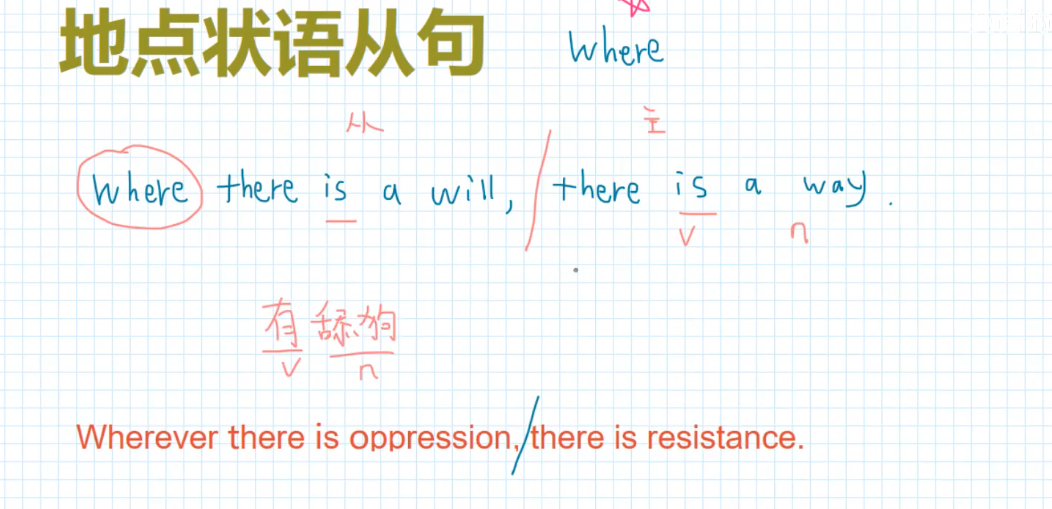 地点状语从句
where
从 主
where there is a will, there is a way.
v n
有舔狗
v n
Wherever there is oppression, there is resistance.